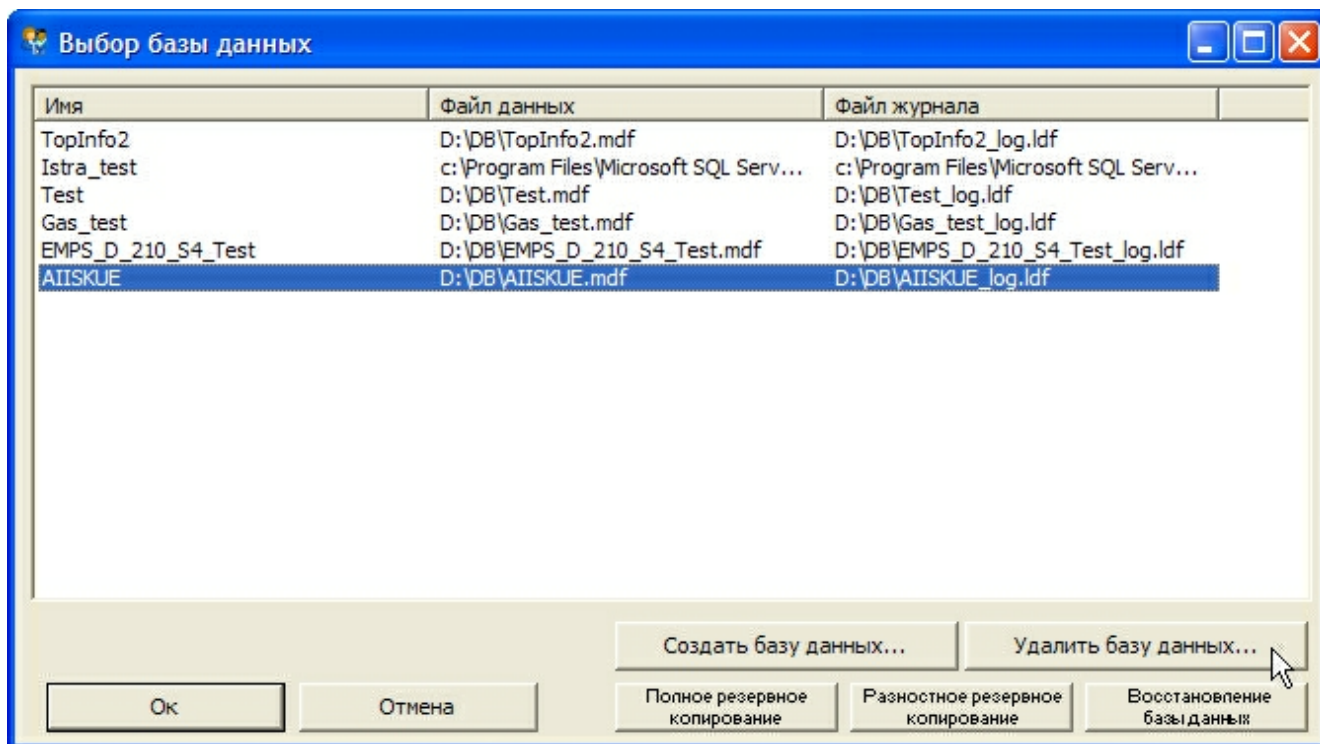 Выбор базы данных
Имя Файл данных Файл журнала
TopInfo2 D:\DB\TopInfo2.mdf D:\DB\TopInfo2_log.ldf
Istra_test c:\Program Files\Microsoft SQL Serv... c:\Program Files\Microsoft SQL Serv...
Test D:\DB\Test.mdf D:\DB\Test_log.ldf
Gas_test D:\DB\Gas_test.mdf D:\DB\Gas_test_log.ldf
EMPS_D_210_S4_Test D:\DB\EMPS_D_210_S4_Test.mdf D:\DB\EMPS_D_210_S4_Test_log.ldf
AIISKUE D:\DB\AIISKUE.mdf D:\DB\AIISKUE_log.ldf
Создать базу данных... Удалить базу данных...
Ок Отмена
Полное резервное
копирование
Разностное резервное
копирование
Восстановление
базы данных